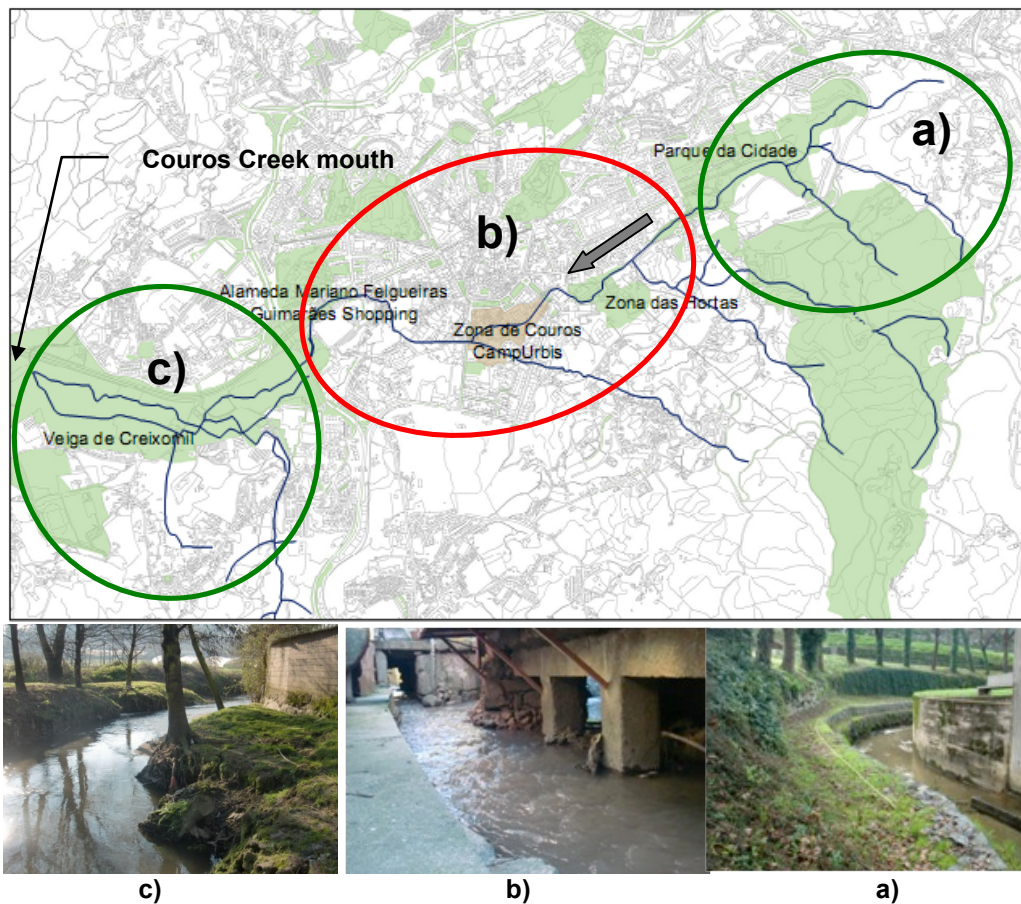 a)
Parque da Cidade
Couros Creek mouth
b)
Alameda Mariano Felgueiras
Guimarães Shopping
Zona das Hortas
Zona de Couros
CampUrbis
c)
Veiga de Creixomil
c)
b)
a)